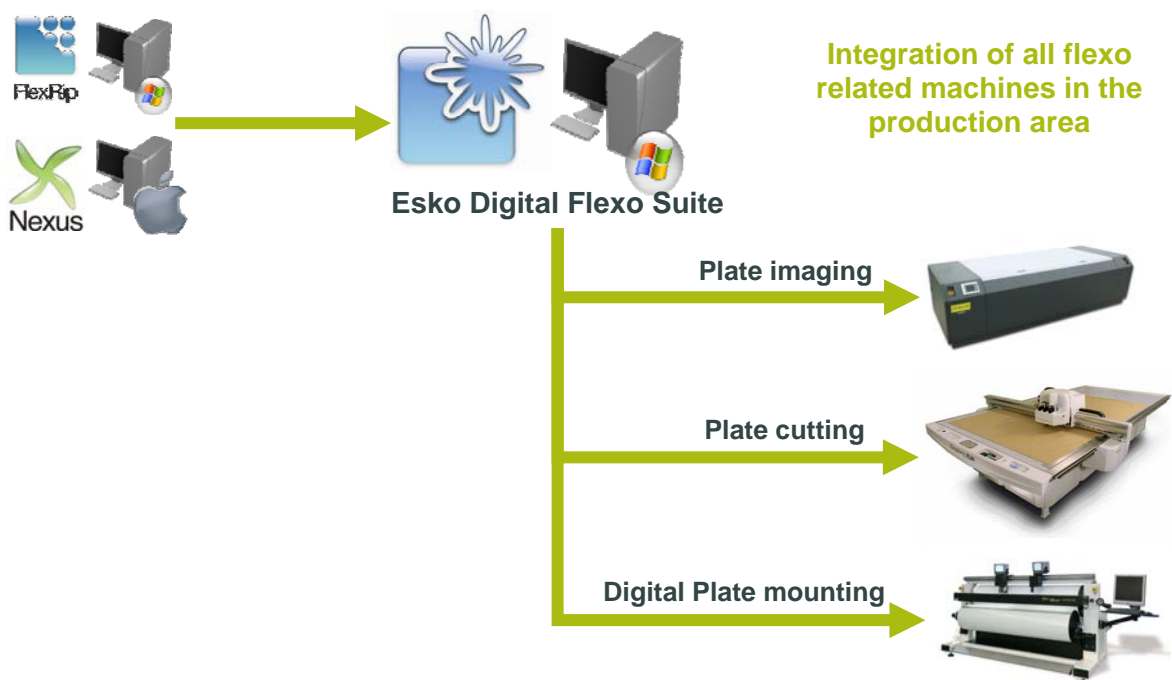 FlexRip
Nexus
Esko Digital Flexo Suite
Integration of all flexo
related machines in the
production area
Plate imaging
Plate cutting
Digital Plate mounting